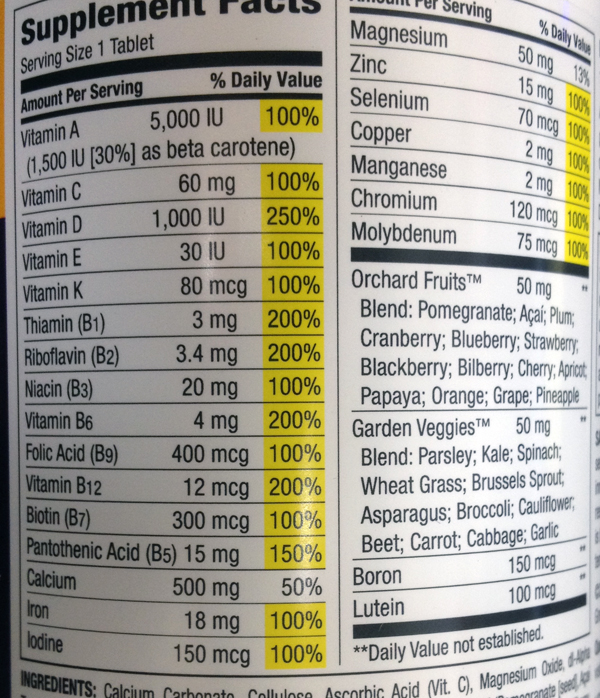 Supplement Facts
Serving Size 1 Tablet
Amount Per Serving % Daily Value
Vitamin A 5,000 IU 100%
(1,500 IU [30%] as beta carotene)
Vitamin C 60 mg 100%
Vitamin D 1,000 IU 250%
Vitamin E 30 IU 100%
Vitamin K 80 mcg 100%
Thiamin (B1) 3 mg 200%
Riboflavin (B2) 3.4 mg 200%
Niacin (B3) 20 mg 100%
Vitamin B6 4 mg 200%
Folic Acid (B9) 400 mcg 100%
Vitamin B12 12 mcg 200%
Biotin (B7) 300 mcg 100%
Pantothenic Acid (B5) 15 mg 150%
Calcium 500 mg 50%
Iron 18 mg 100%
Iodine 150 mcg 100%
Amount Per Serving % Daily Value
Magnesium 50 mg 13%
Zinc 15 mg 100%
Selenium 70 mcg 100%
Copper 2 mg 100%
Manganese 2 mg 100%
Chromium 120 mcg 100%
Molybdenum 75 mcg 100%
Orchard Fruits™ 50 mg **
Blend: Pomegranate; Açai; Plum;
Cranberry; Blueberry; Strawberry;
Blackberry; Bilberry; Cherry; Apricot;
Papaya; Orange; Grape; Pineapple
Garden Veggies™ 50 mg **
Blend: Parsley; Kale; Spinach;
Wheat Grass; Brussels Sprout;
Asparagus; Broccoli; Cauliflower;
Beet; Carrot; Cabbage; Garlic
Boron 150 mcg **
Lutein 100 mcg **
**Daily Value not established.
INGREDIENTS: Calcium Carbonate, Cellulose, Ascorbic Acid (Vit. C), Magnesium Oxide, dl-Alpha